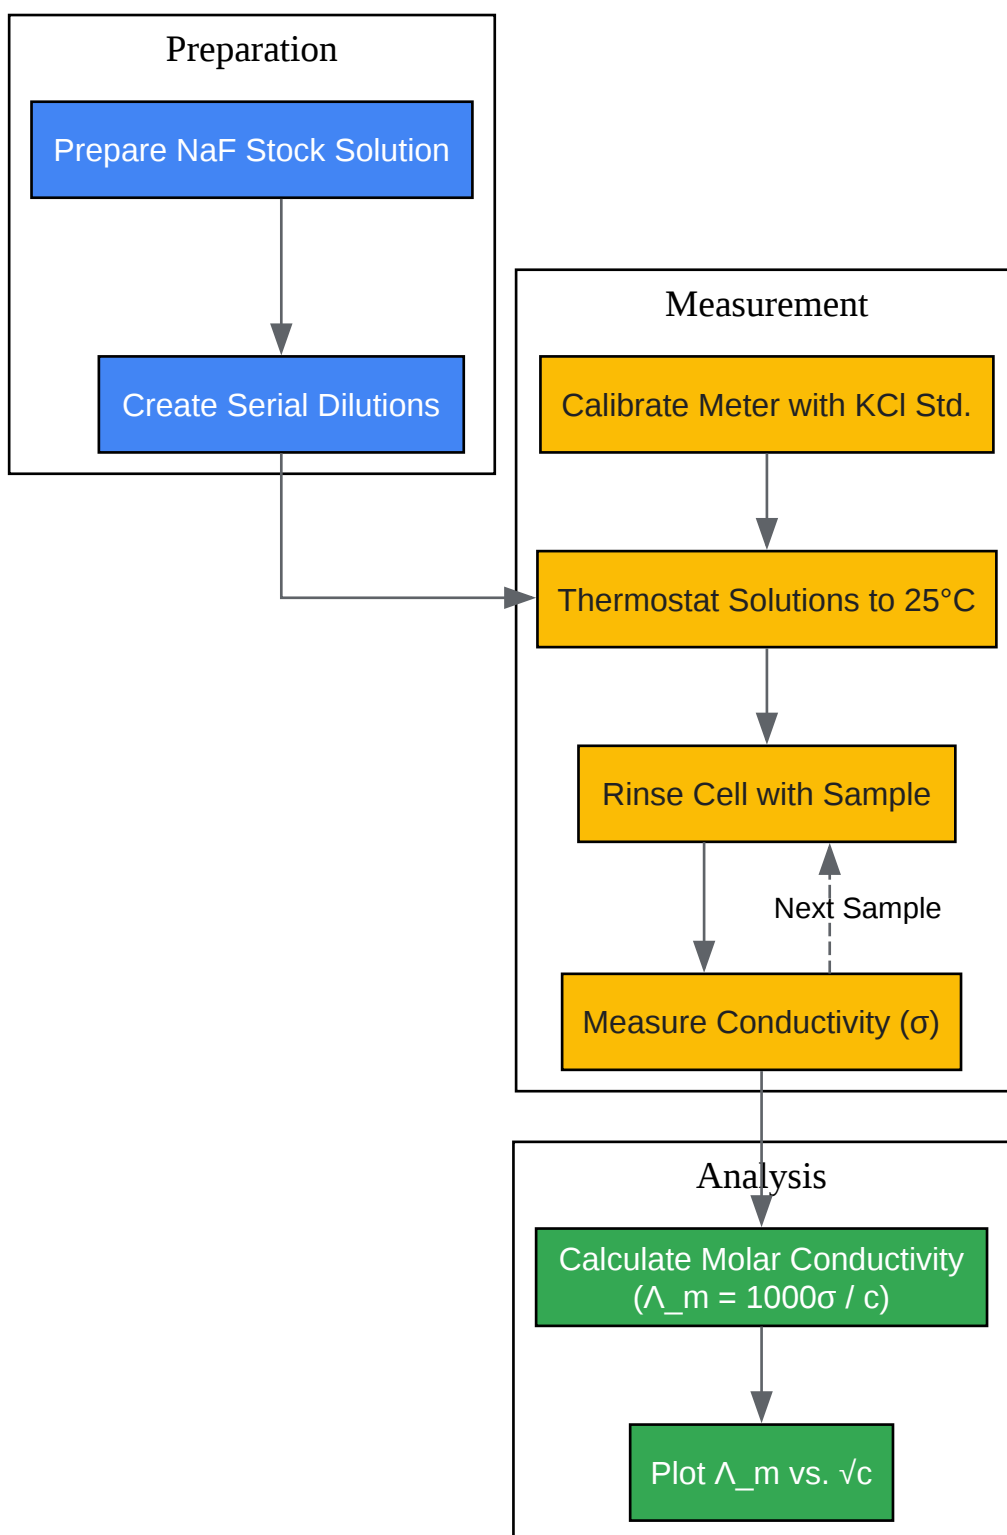 Preparation
Prepare NaF Stock Solution
Create Serial Dilutions
Measurement
Calibrate Meter with KCl Std.
Thermostat Solutions to 25°C
Rinse Cell with Sample
Next Sample
Measure Conductivity (σ)
Analysis
Calculate Molar Conductivity
(Λ_m = 1000σ / c)
Plot Λ_m vs. √c